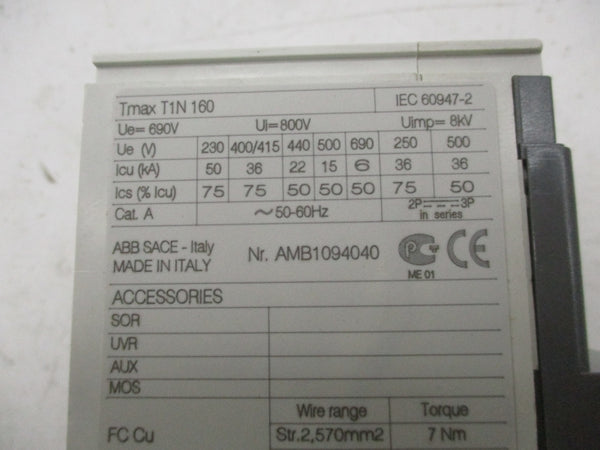 Tmax T1N 160 IEC 60947-2
Ue= 690V Ui=800V Uimp= 8kV
Ue (V) 230 400/415 440 500 690 250 500
Icu (kA) 50 36 22 15 6 36 36
Ics (% Icu) 75 75 50 50 50 75 50
Cat. A ~50-60Hz 2P---3P
in series
ABB SACE - Italy Nr. AMB1094040 CE
MADE IN ITALY ME 01
ACCESSORIES
SOR
UVR
AUX
MOS
Wire range Torque
FC Cu Str.2,570mm2 7 Nm